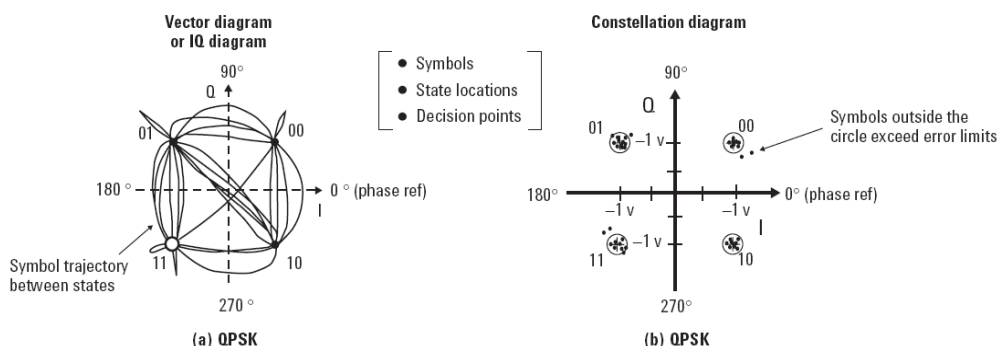 Vector diagram
or IQ diagram
90°
Q
01
00
180°
0° (phase ref)
I
11
10
Symbol trajectory
between states
270°
(a) QPSK
• Symbols
• State locations
• Decision points
Constellation diagram
90°
Q
01
–1 v
00
Symbols outside the
circle exceed error limits
180°
0° (phase ref)
–1 v
–1 v
I
11
–1 v
10
270°
(b) QPSK